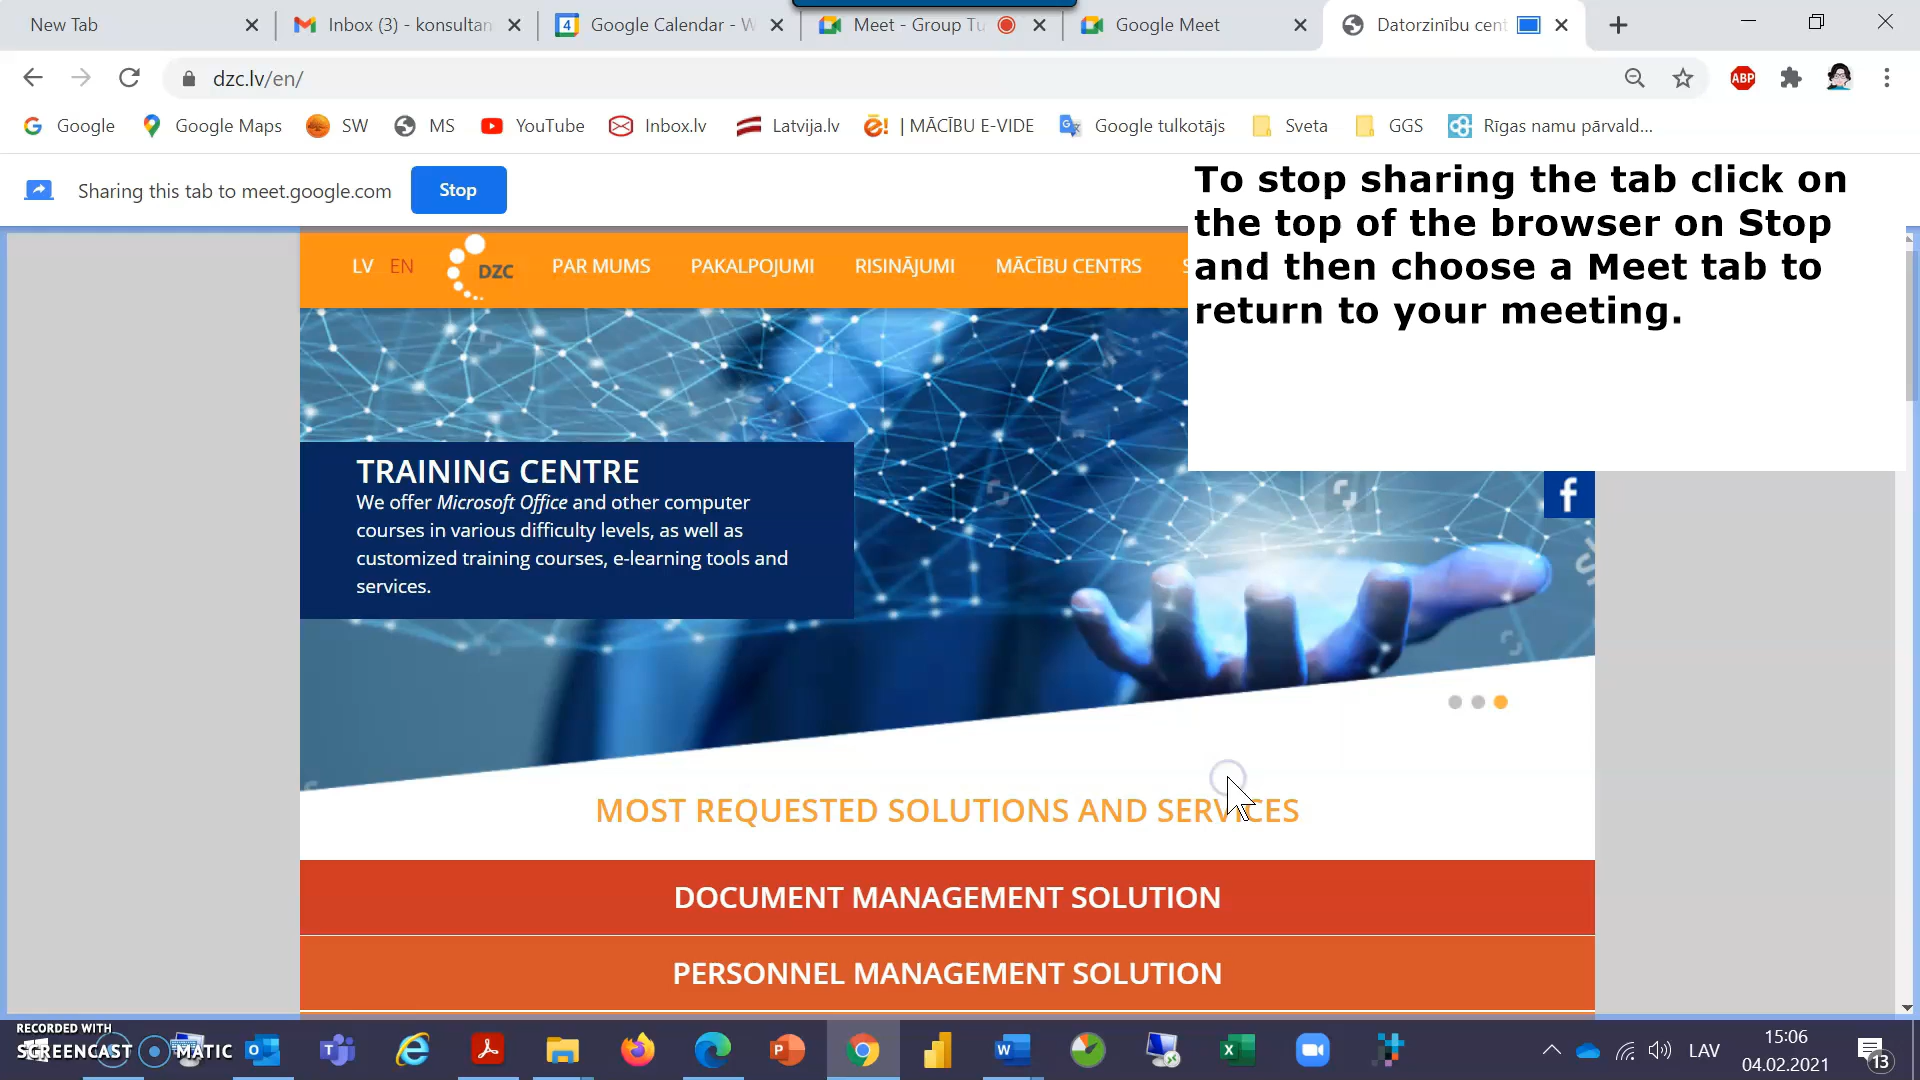 New Tab
Inbox (3) - konsultan
Google Calendar - W
Meet - Group Tu
Google Meet
Datorzinību cent
dzc.lv/en/
ABP
Google
Google Maps
SW
MS
YouTube
Inbox.lv
Latvija.lv
| MĀCĪBU E-VIDE
Google tulkotājs
Sveta
GGS
Rīgas namu pārvald...
Sharing this tab to meet.google.com
Stop
To stop sharing the tab click on
the top of the browser on Stop
and then choose a Meet tab to
return to your meeting.
LV EN
DZC
PAR MUMS
PAKALPOJUMI
RISINĀJUMI
MĀCĪBU CENTRS
TRAINING CENTRE
We offer Microsoft Office and other computer
courses in various difficulty levels, as well as
customized training courses, e-learning tools and
services.
MOST REQUESTED SOLUTIONS AND SERVICES
DOCUMENT MANAGEMENT SOLUTION
PERSONNEL MANAGEMENT SOLUTION
RECORDED WITH
SCREENCAST MATIC
LAV
15:06
04.02.2021
13